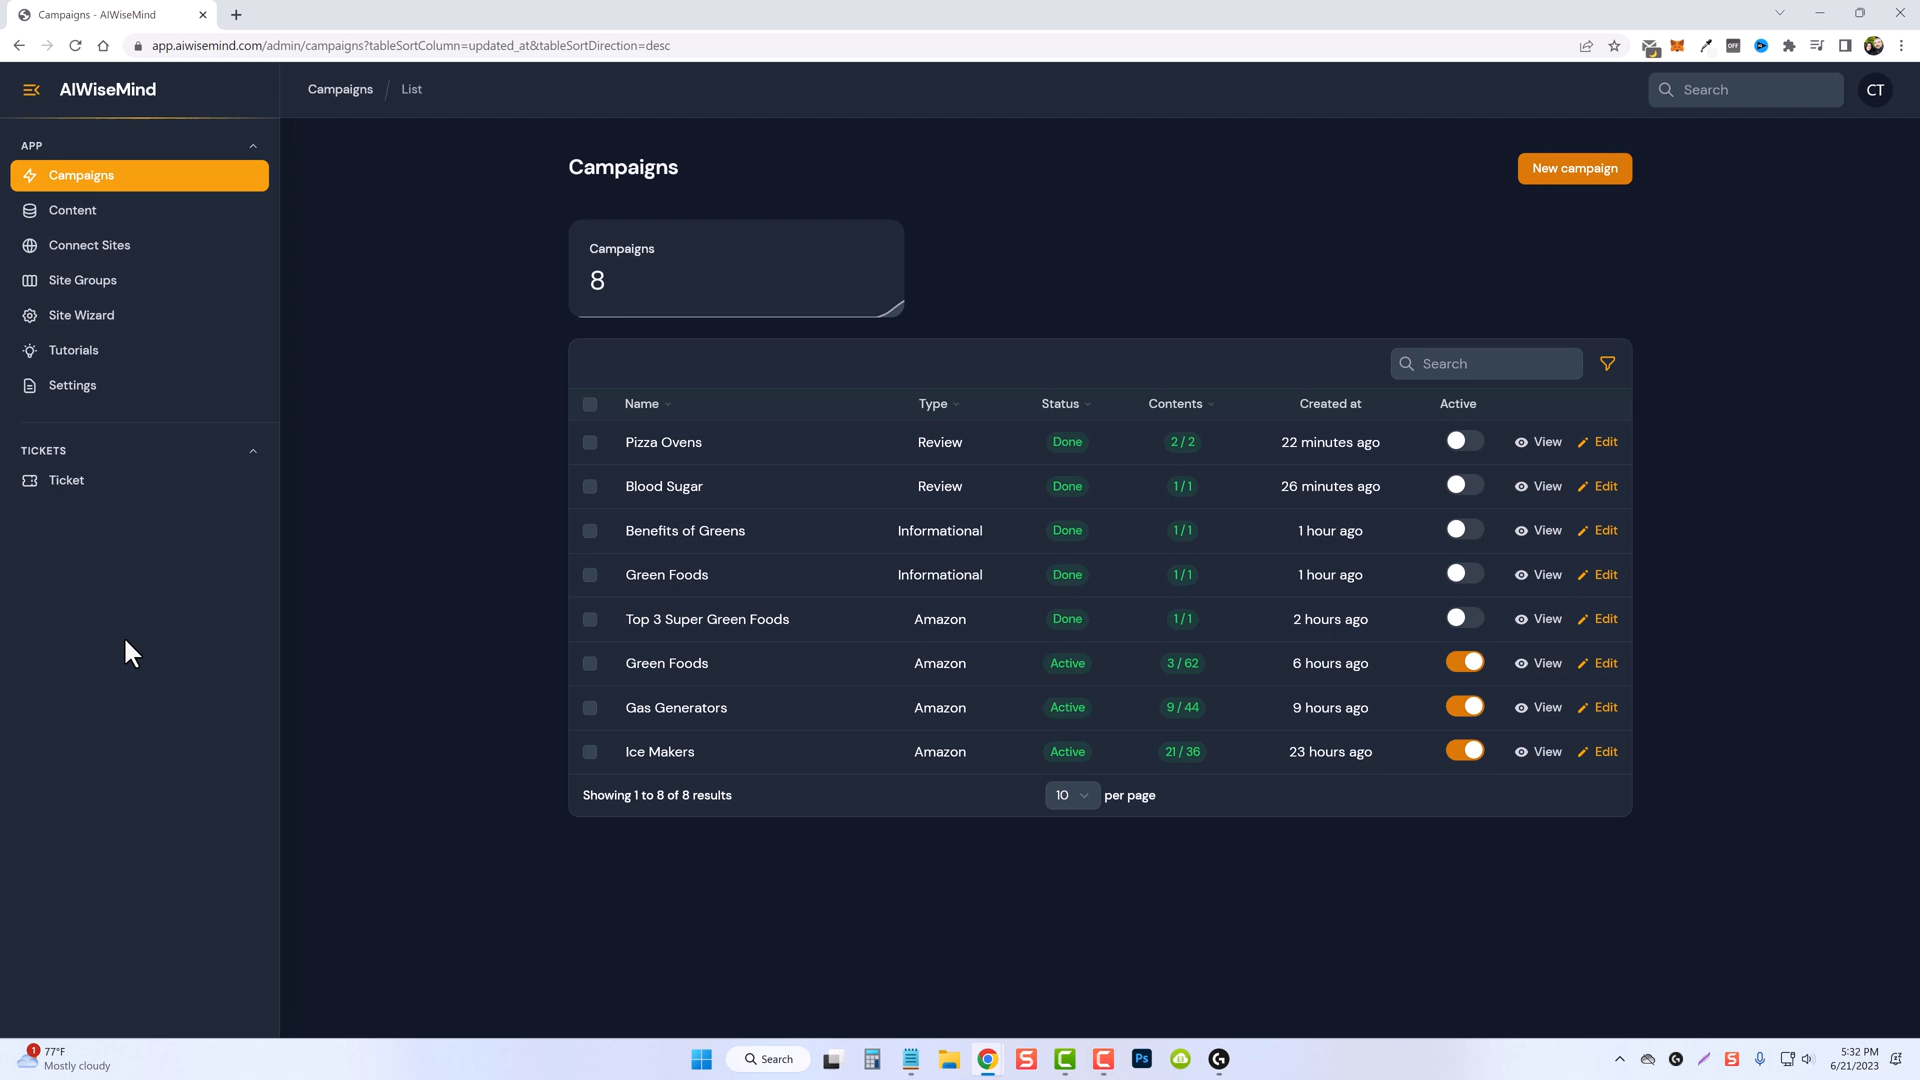 Campaigns - AIWiseMind
app.aiwisemind.com/admin/campaigns?tableSortColumn=updated_at&tableSortDirection=desc
AIWiseMind
Campaigns / List
Search
CT
APP
Campaigns
Content
Connect Sites
Site Groups
Site Wizard
Tutorials
Settings
TICKETS
Ticket
Campaigns
New campaign
Campaigns
8
Search
Name Type Status Contents Created at Active
Pizza Ovens Review Done 2 / 2 22 minutes ago View Edit
Blood Sugar Review Done 1 / 1 26 minutes ago View Edit
Benefits of Greens Informational Done 1 / 1 1 hour ago View Edit
Green Foods Informational Done 1 / 1 1 hour ago View Edit
Top 3 Super Green Foods Amazon Done 1 / 1 2 hours ago View Edit
Green Foods Amazon Active 3 / 62 6 hours ago View Edit
Gas Generators Amazon Active 9 / 44 9 hours ago View Edit
Ice Makers Amazon Active 21 / 36 23 hours ago View Edit
Showing 1 to 8 of 8 results 10 per page
1
77°F
Mostly cloudy
Search
Ps
5:32 PM
6/21/2023